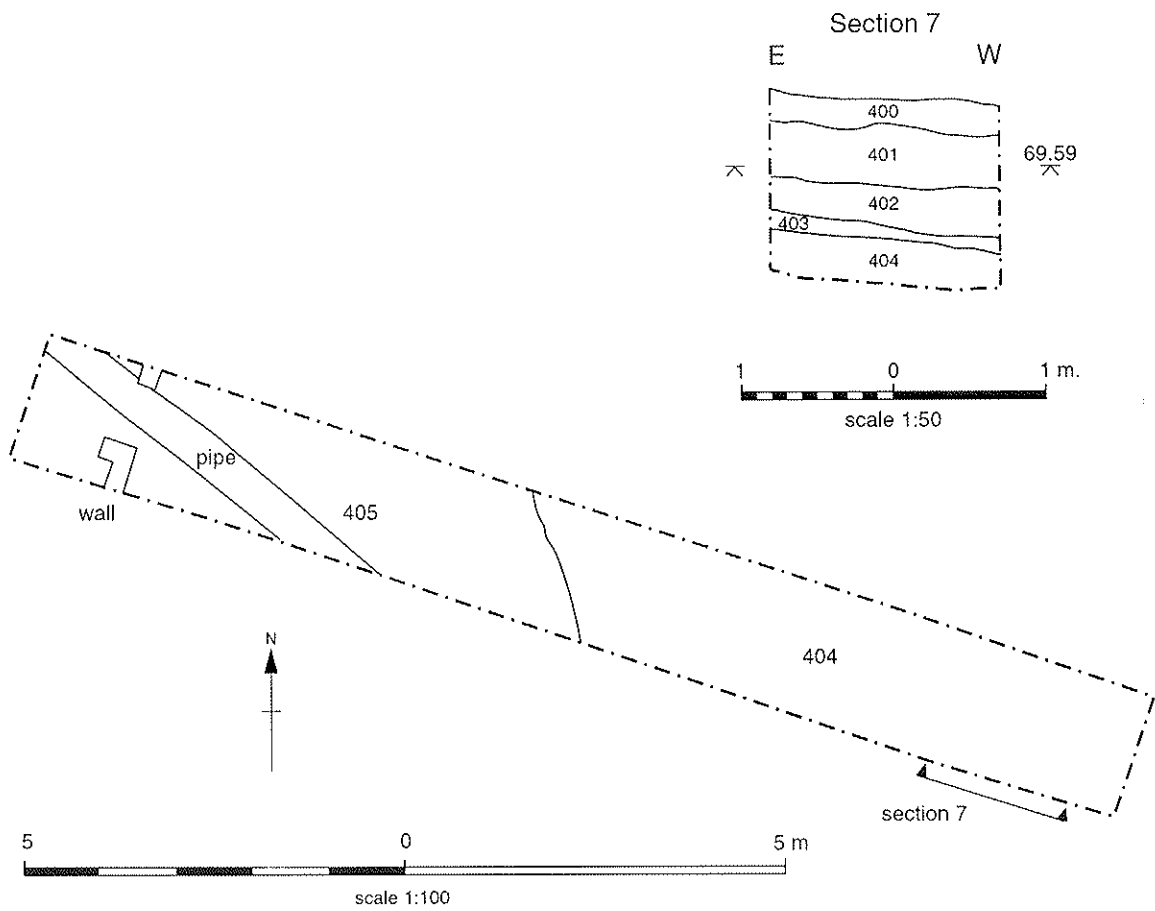 Section 7
E W
400
401
69.59
402
403
404
1 0 1 m.
scale 1:50
pipe
405
wall
N
404
section 7
5 0 5 m
scale 1:100